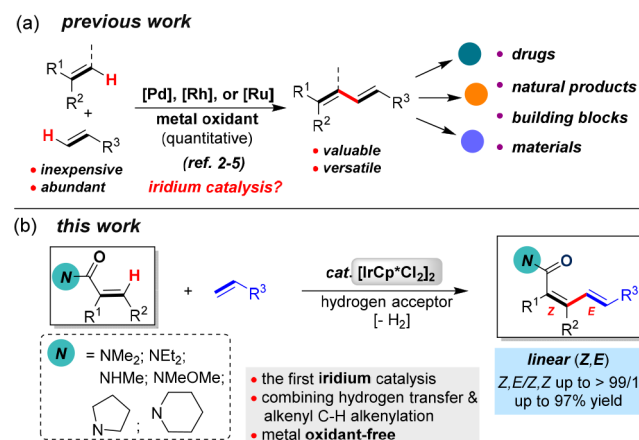 (a) previous work
R1 H
R2
+
H R3
• inexpensive
• abundant
[Pd], [Rh], or [Ru]
metal oxidant
(quantitative)
(ref. 2-5)
iridium catalysis?
R1 R3
R2
• valuable
• versatile
• drugs
• natural products
• building blocks
• materials
(b) this work
N O H
R1 R2
+
R3
cat. [IrCp*Cl2]2
hydrogen acceptor
[- H2]
N O
R1 Z E R3
R2
N = NMe2; NEt2;
NHMe; NMeOMe;
N ; N
• the first iridium catalysis
• combining hydrogen transfer &
alkenyl C-H alkenylation
• metal oxidant-free
linear (Z,E)
Z,E/Z,Z up to > 99/1
up to 97% yield